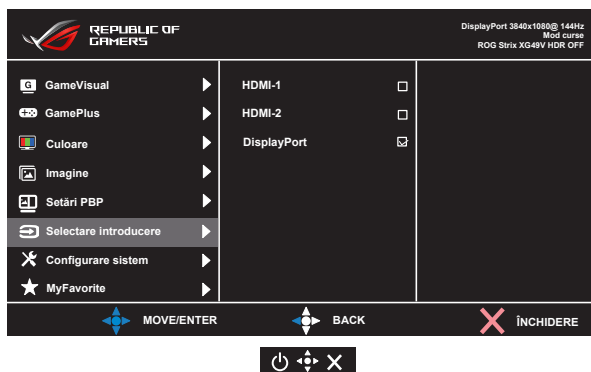 REPUBLIC OF
GAMERS
DisplayPort 3840x1080@ 144Hz
Mod curse
ROG Strix XG49V HDR OFF
G GameVisual
GamePlus
Culoare
Imagine
Setări PBP
Selectare introducere
Configurare sistem
MyFavorite
HDMI-1
HDMI-2
DisplayPort
MOVE/ENTER
BACK
ÎNCHIDERE